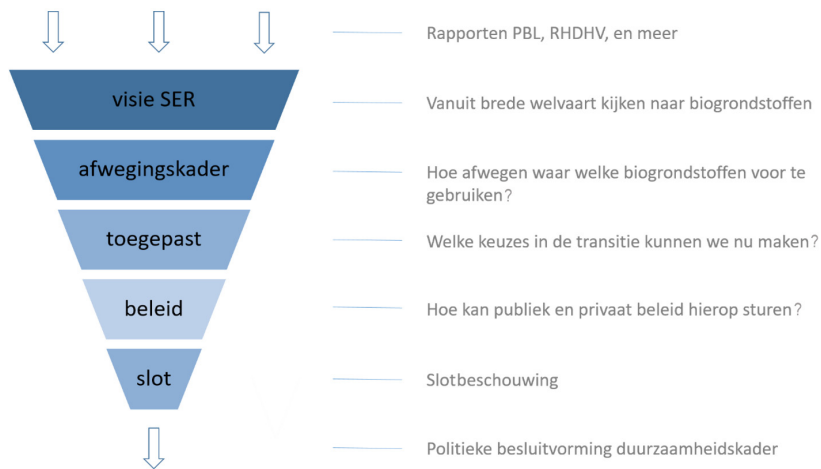 Rapporten PBL, RHDHV, en meer
visie SER
Vanuit brede welvaart kijken naar biogrondstoffen
afwegingskader
Hoe afwegen waar welke biogrondstoffen voor te
gebruiken?
toegepast
Welke keuzes in de transitie kunnen we nu maken?
beleid
Hoe kan publiek en privaat beleid hierop sturen?
slot
Slotbeschouwing
Politieke besluitvorming duurzaamheidskader